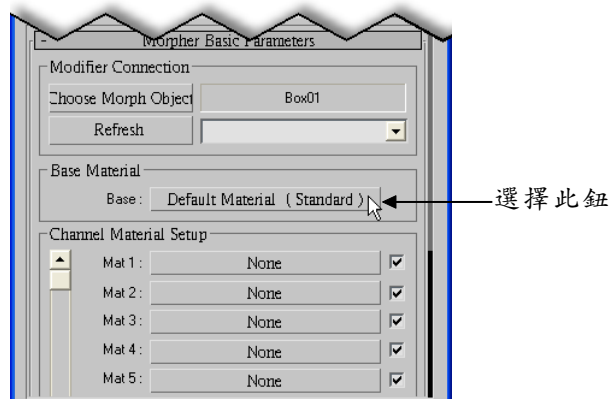 - Morpher Basic Parameters
Modifier Connection
Choose Morph Object Box01
Refresh
Base Material
Base : Default Material ( Standard ) 選擇此鈕
Channel Material Setup
Mat 1 : None
Mat 2 : None
Mat 3 : None
Mat 4 : None
Mat 5 : None